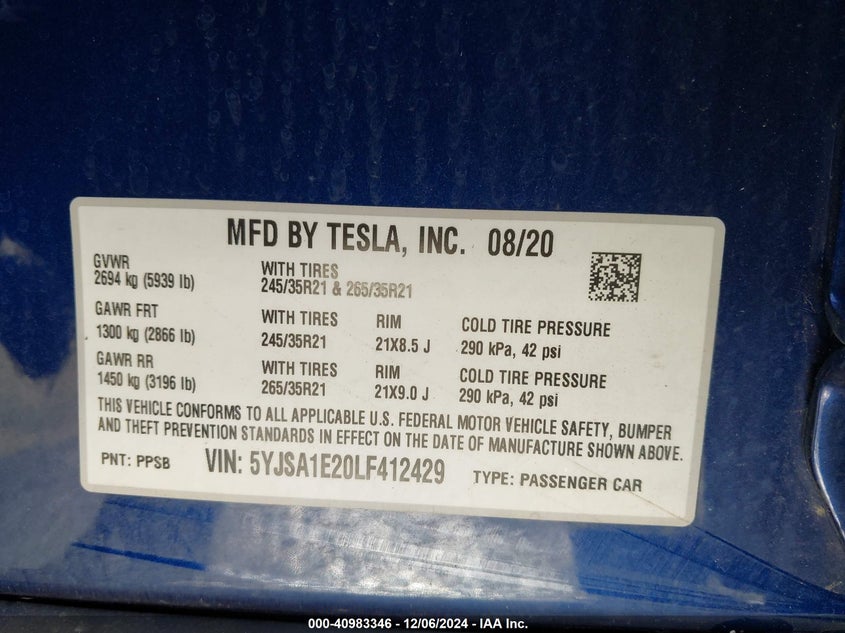 MFD BY TESLA, INC. 08/20
GVWR
2694 kg (5939 lb)
WITH TIRES
245/35R21 & 265/35R21
GAWR FRT
1300 kg (2866 lb)
WITH TIRES
245/35R21
RIM
21X8.5 J
COLD TIRE PRESSURE
290 kPa, 42 psi
GAWR RR
1450 kg (3196 lb)
WITH TIRES
265/35R21
RIM
21X9.0 J
COLD TIRE PRESSURE
290 kPa, 42 psi
THIS VEHICLE CONFORMS TO ALL APPLICABLE U.S. FEDERAL MOTOR VEHICLE SAFETY, BUMPER
AND THEFT PREVENTION STANDARDS IN EFFECT ON THE DATE OF MANUFACTURE SHOWN ABOVE.
PNT: PPSB VIN: 5YJSA1E20LF412429 TYPE: PASSENGER CAR
000-40983346 - 12/06/2024 - IAA Inc.